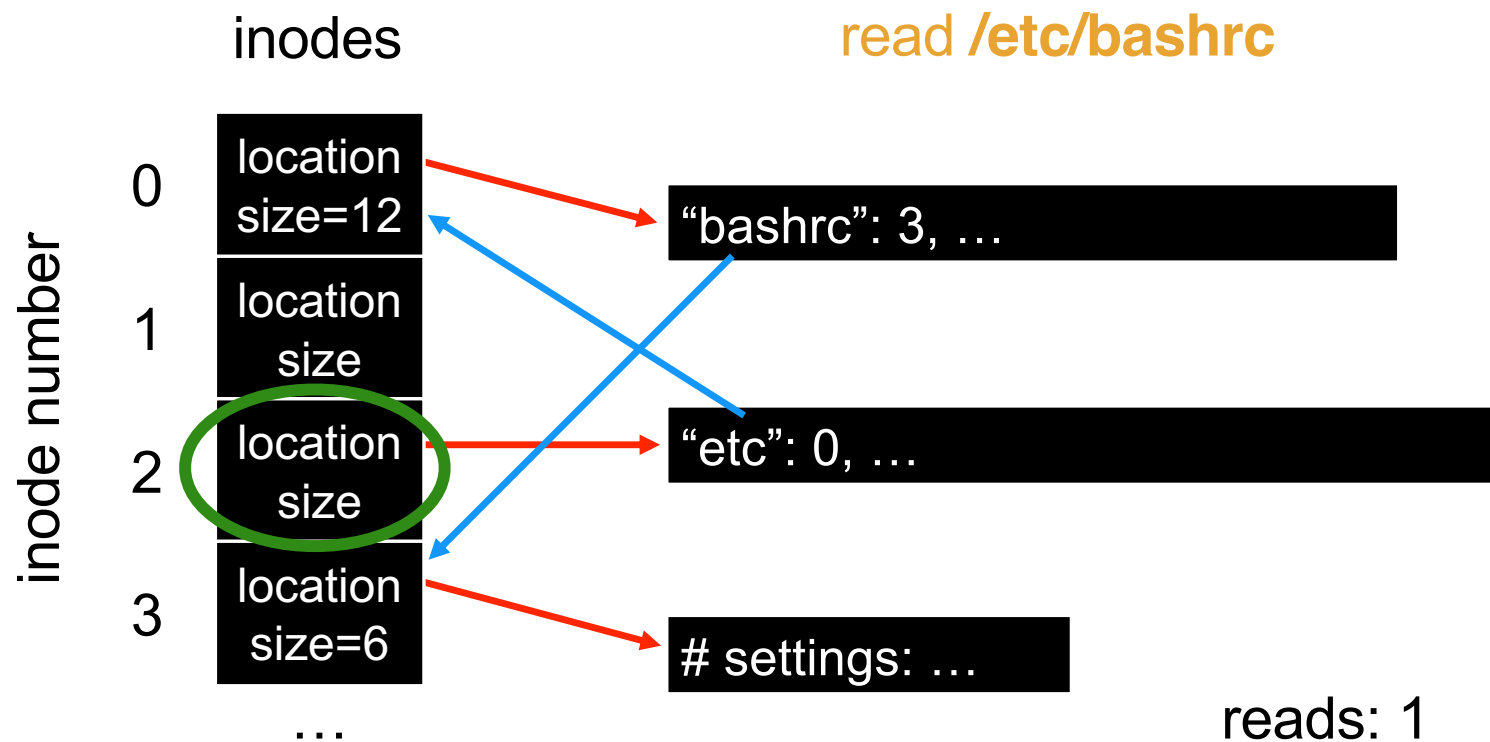 inodes
read /etc/bashrc
inode number
0
location
size=12
“bashrc”: 3, …
1
location
size
2
location
size
“etc”: 0, …
3
location
size=6
# settings: …
…
reads: 1